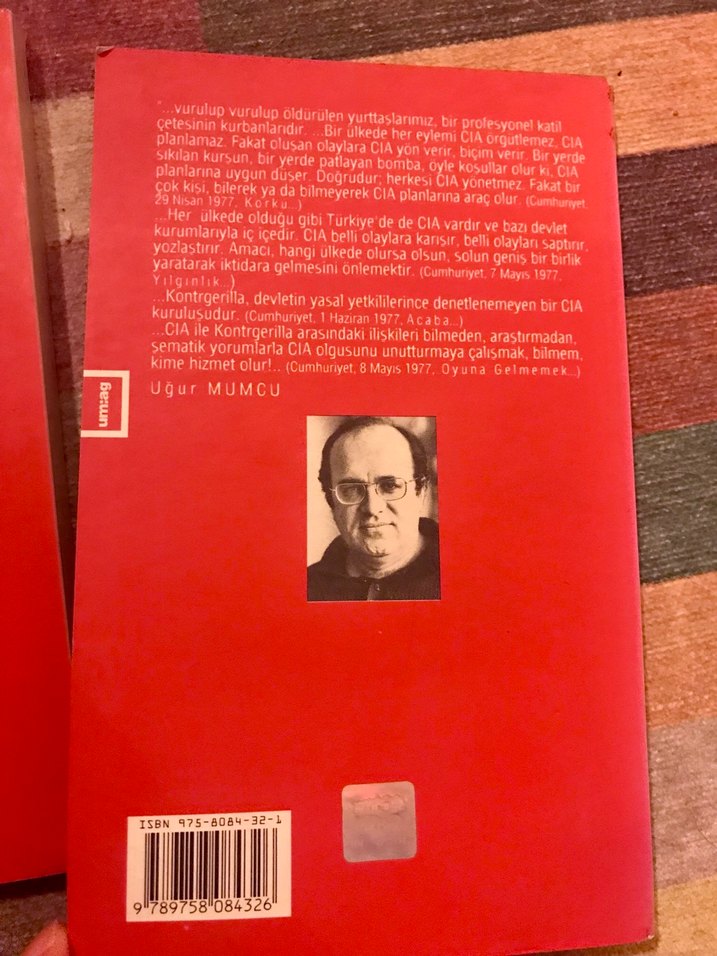 "...vurulup vurulup öldürülen yurttaşlarımız, bir profesyonel katil
çetesinin kurbanlarıdır. ...Bir ülkede her eylemi CIA örgütlemez, CIA
planlamaz. Fakat oluşan olaylara CIA yön verir, biçim verir. Bir yerde
sıkılan kurşun, bir yerde patlayan bomba, öyle koşullar olur ki, CIA
planlarına uygun düşer. Doğrudur; herkesi CIA yönetmez. Fakat bir
çok kişi, bilerek ya da bilmeyerek CIA planlarına araç olur. (Cumhuriyet,
29 Nisan 1977, Korku...)
...Her ülkede olduğu gibi Türkiye'de de CIA vardır ve bazı devlet
kurumlarıyla iç içedir. CIA belli olaylara karışır, belli olayları saptırır,
yozlaştırır. Amacı, hangi ülkede olursa olsun, solun geniş bir birlik
yaratarak iktidara gelmesini önlemektir. (Cumhuriyet, 7 Mayıs 1977,
Yılgınlık...)
...Kontrgerilla, devletin yasal yetkililerince denetlenemeyen bir CIA
kuruluşudur. (Cumhuriyet, 1 Haziran 1977, Acaba...)
...CIA ile Kontrgerilla arasındaki ilişkileri bilmeden, araştırmadan,
şematik yorumlarla CIA olgusunu unutturmaya çalışmak, bilmem,
kime hizmet olur!.. (Cumhuriyet, 8 Mayıs 1977, Oyuna Gelmemek...)
Uğur MUMCU
um:ag
ISBN 975-8084-32-1
9 789758 084326